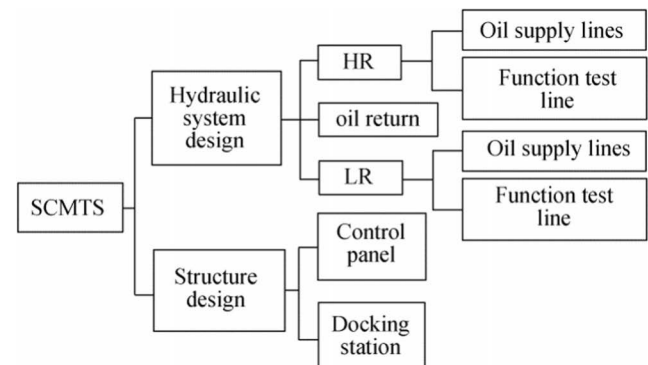 SCMTS
Hydraulic
system
design
HR
Oil supply lines
Function test
line
oil return
LR
Oil supply lines
Function test
line
Structure
design
Control
panel
Docking
station